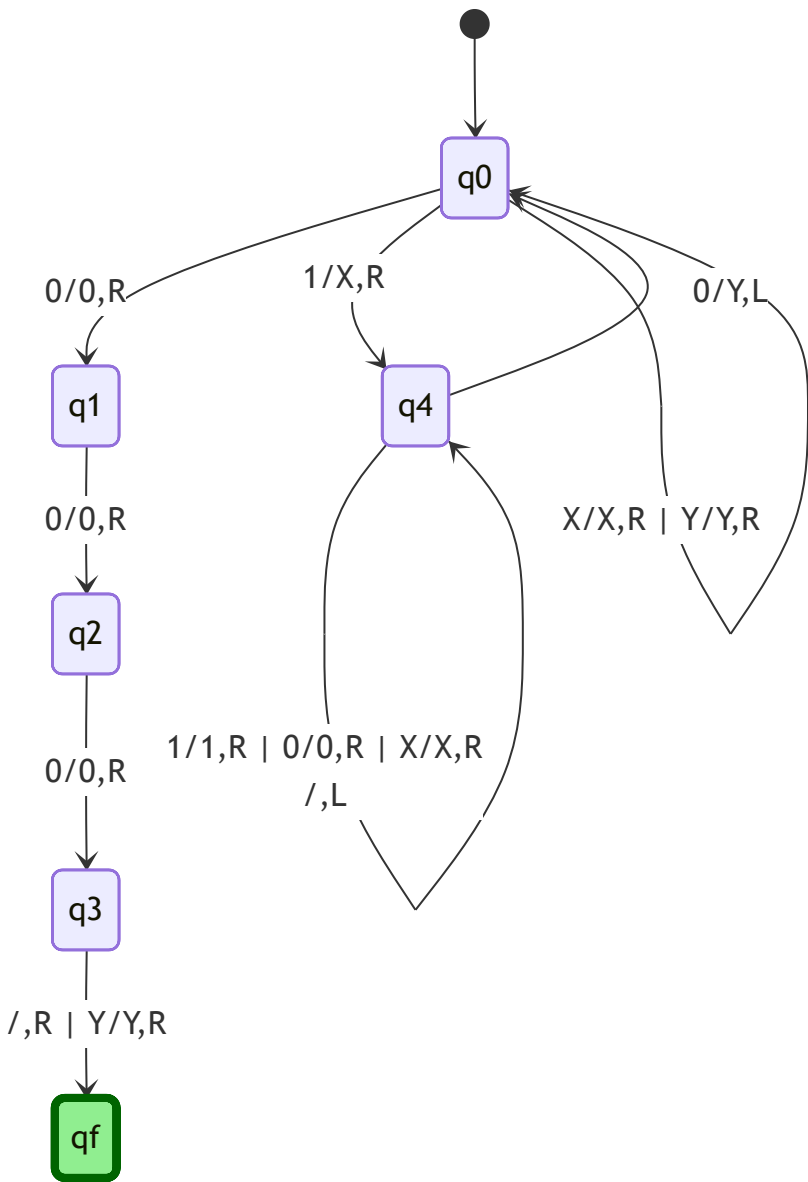 q0
0/0,R
1/X,R
0/Y,L
q1
q4
0/0,R
X/X,R | Y/Y,R
q2
1/1,R | 0/0,R | X/X,R
/,L
0/0,R
q3
/,R | Y/Y,R
qf